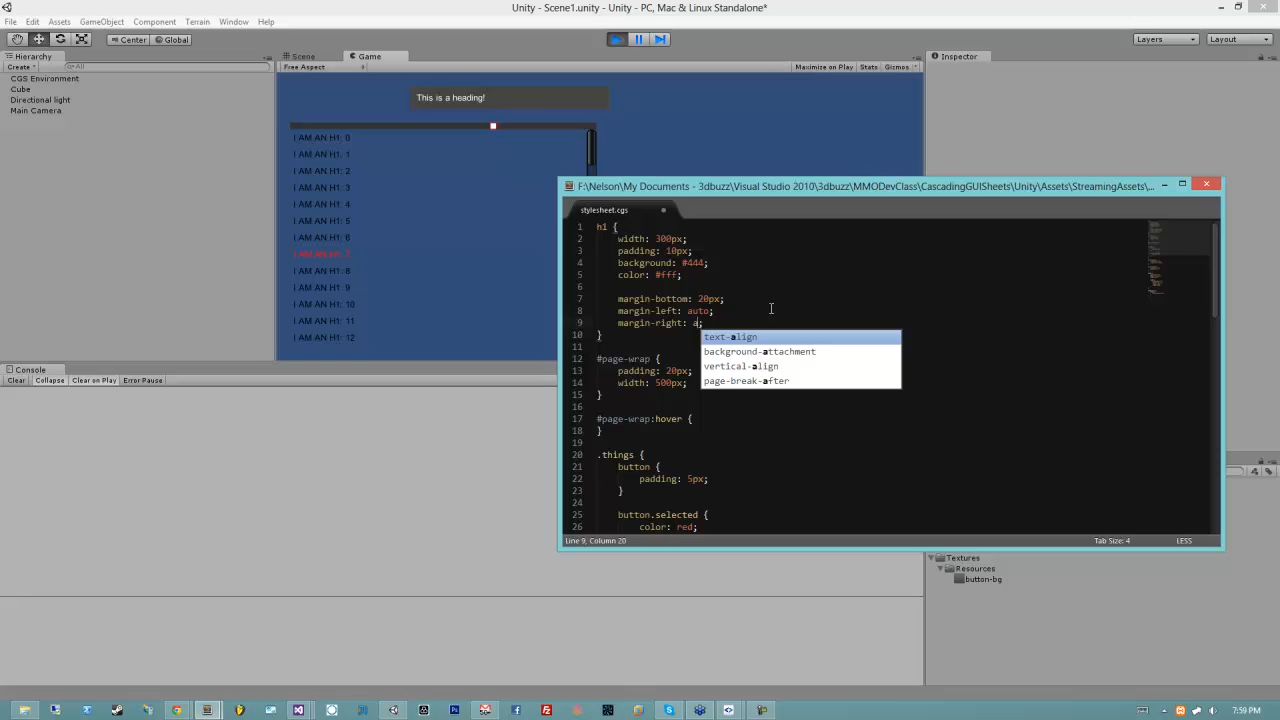 Unity - Scene1.unity - Unity - PC, Mac & Linux Standalone*
File Edit Assets GameObject Component Terrain Window Help
Center Global
Layers Layout
Hierarchy Scene Game Inspector
Create All Free Aspect Maximize on Play Stats Gizmos
CGS Environment
Cube
Directional light
Main Camera
This is a heading!
I AM AN H1: 0
I AM AN H1: 1
I AM AN H1: 2
I AM AN H1: 3
I AM AN H1: 4
I AM AN H1: 5
I AM AN H1: 6
I AM AN H1: 7
I AM AN H1: 8
I AM AN H1: 9
I AM AN H1: 10
I AM AN H1: 11
I AM AN H1: 12
Console
Clear Collapse Clear on Play Error Pause
F:\Nelson\My Documents - 3dbuzz\Visual Studio 2010\3dbuzz\MMODevClass\CascadingGUISheets\Unity\Assets\StreamingAssets\...
stylesheet.cgs
1 h1 {
2 width: 300px;
3 padding: 10px;
4 background: #444;
5 color: #fff;
6
7 margin-bottom: 20px;
8 margin-left: auto;
9 margin-right: a;
10 }
11
12 #page-wrap {
13 padding: 20px;
14 width: 500px;
15 }
16
17 #page-wrap:hover {
18 }
19
20 .things {
21 button {
22 padding: 5px;
23 }
24
25 button.selected {
26 color: red;
text-align
background-attachment
vertical-align
page-break-after
Line 9, Column 20 Tab Size: 4 LESS
Textures
Resources
button-bg
7:59 PM